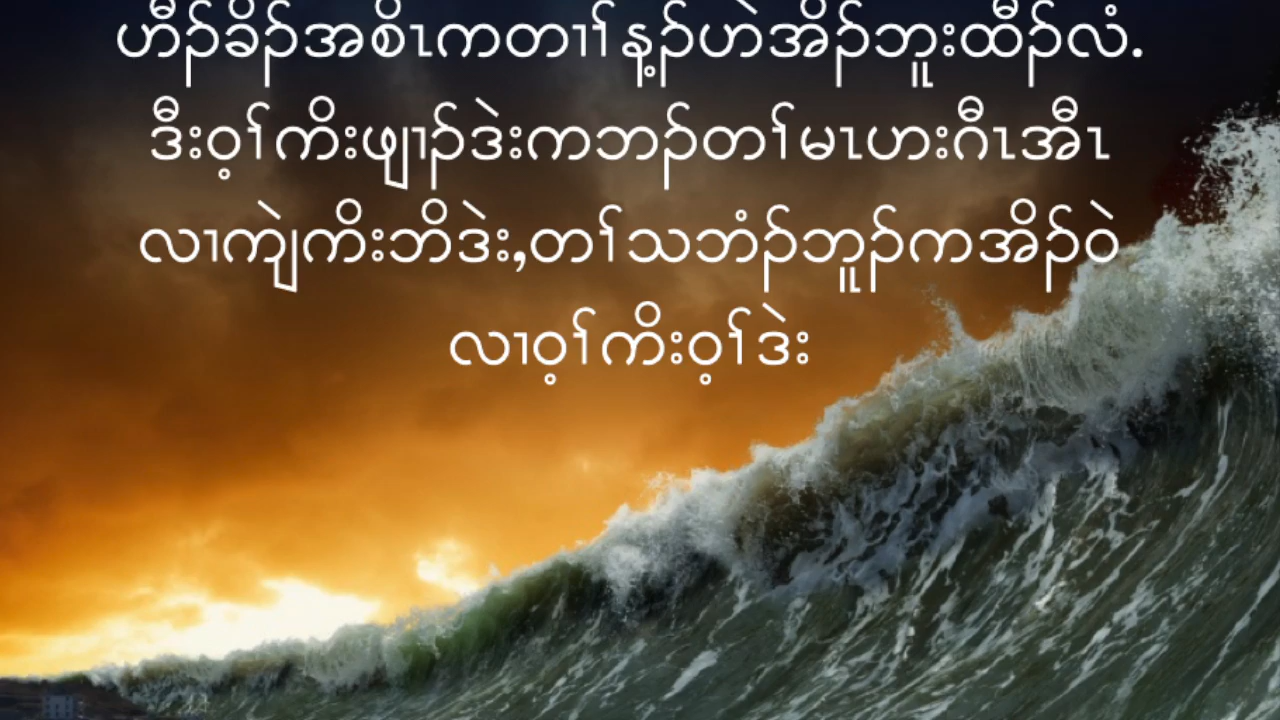 ဟီၣ်ခိၣ်အစိၤကတၢၢ်န့ၣ်ဟဲအိၣ်ဘူးထီၣ်လံ.
ဒီးဝ့ၢ်ကိးဖျၢၣ်ဒဲးကဘၣ်တၢ်မၤဟးဂီၤအီၤ
လၢကျဲကိးဘိဒဲး,တၢ်သဘံၣ်ဘူၣ်ကအိၣ်ဝဲ
လၢဝ့ၢ်ကိးဝ့ၢ်ဒဲး